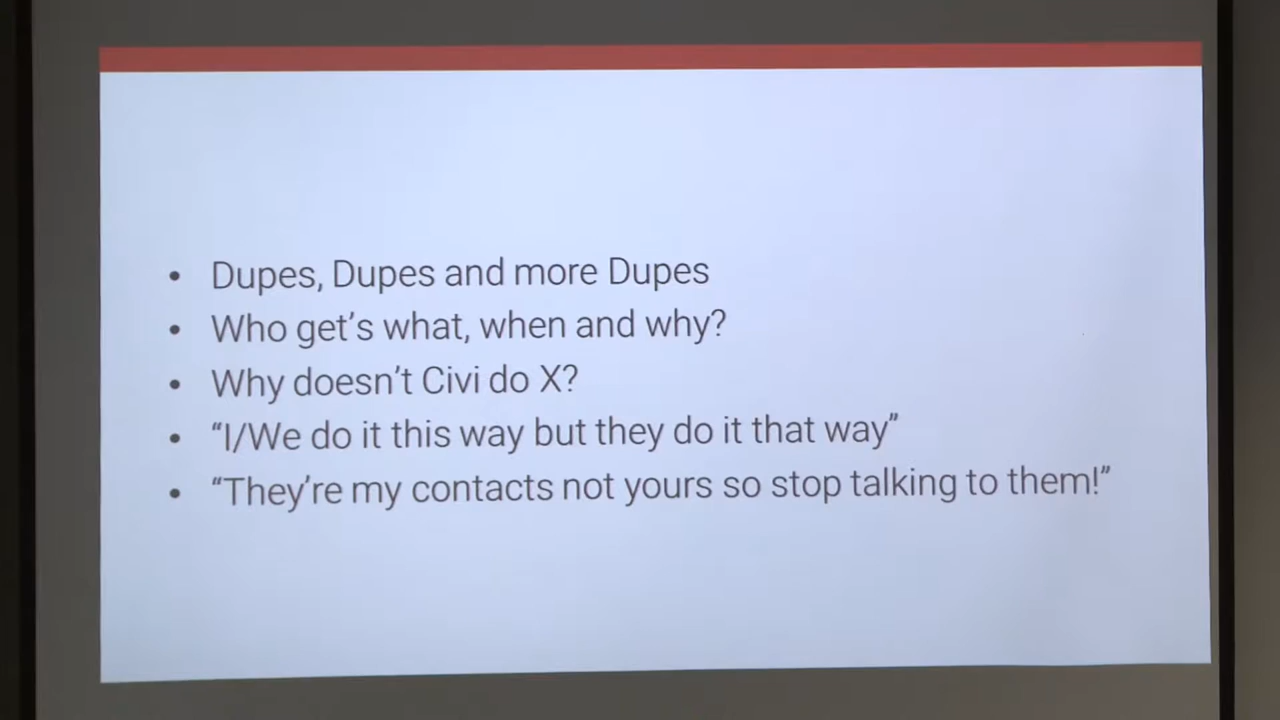 • Dupes, Dupes and more Dupes
• Who get’s what, when and why?
• Why doesn’t Civi do X?
• “I/We do it this way but they do it that way”
• “They’re my contacts not yours so stop talking to them!”